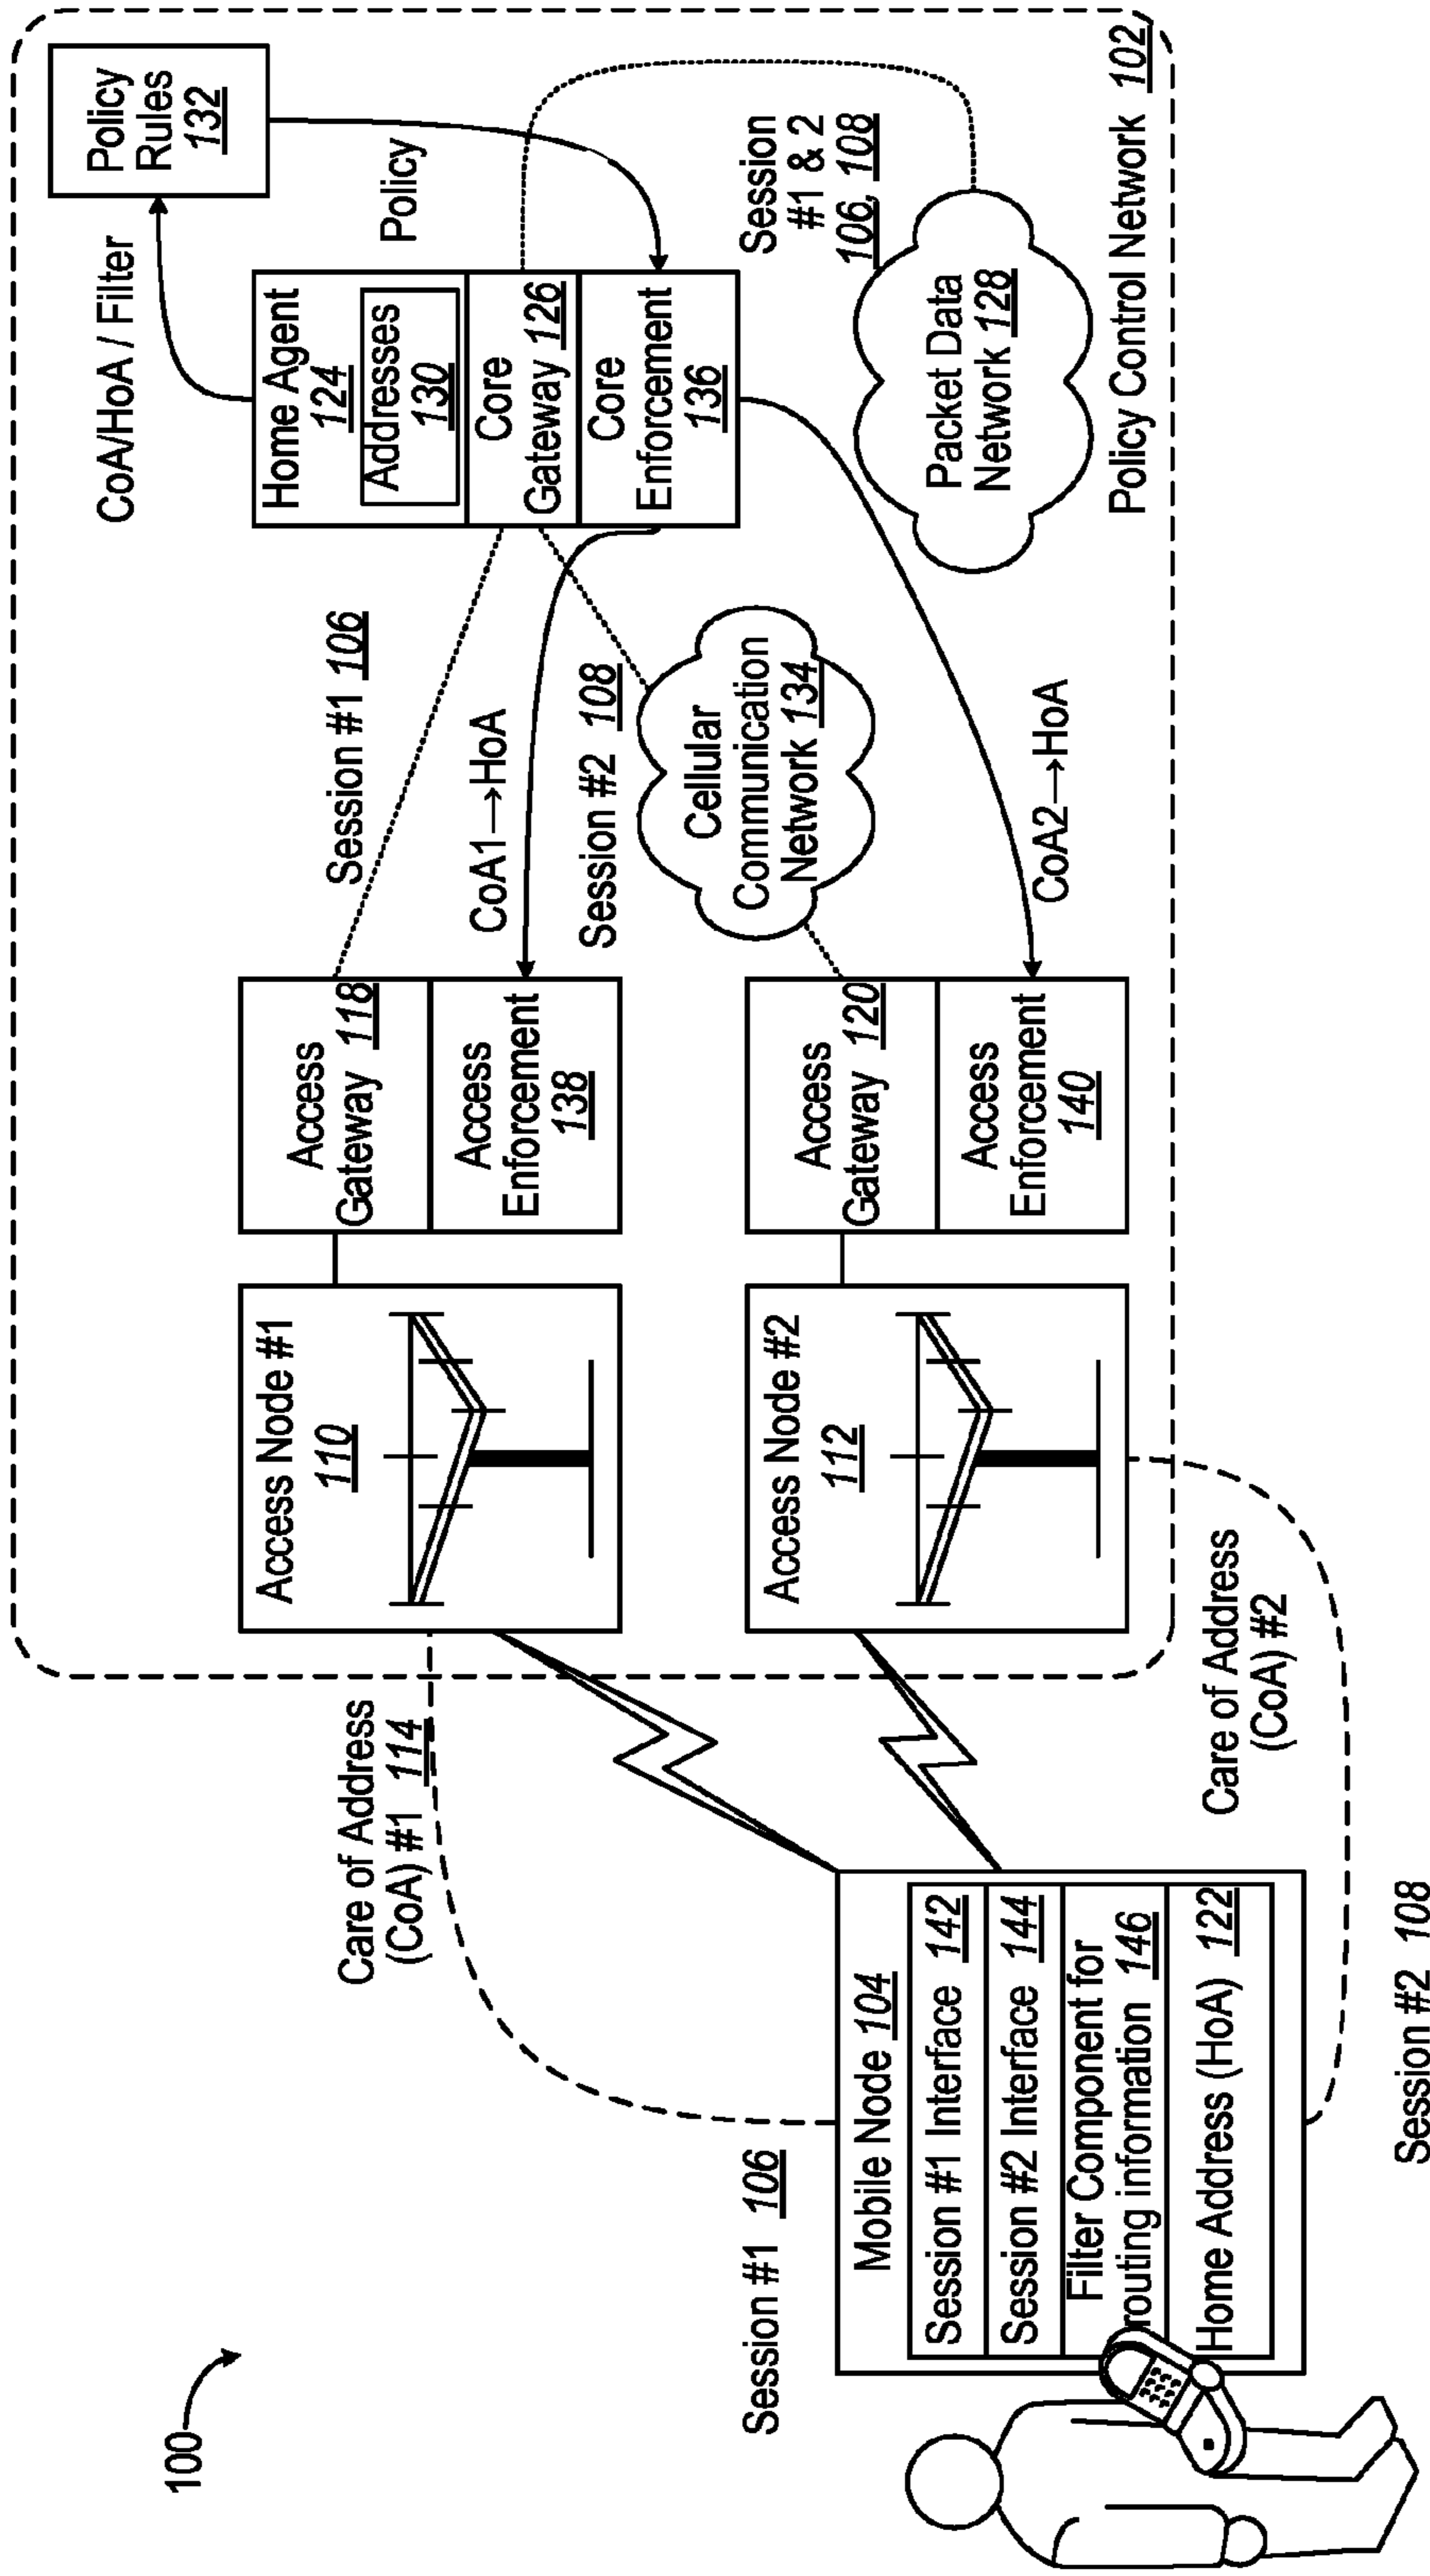 100
CoA/HoA / Filter
Policy
Rules
132
Policy
Home Agent
124
Addresses
130
Core
Gateway 126
Core
Enforcement
136
Session
#1 & 2
106, 108
Packet Data
Network 128
Policy Control Network 102
Session #1 106
CoA1→HoA
Session #2 108
Cellular
Communication
Network 134
CoA2→HoA
Access
Gateway 118
Access
Enforcement
138
Access
Gateway 120
Access
Enforcement
140
Access Node #1
110
Access Node #2
112
Care of Address
(CoA) #1 114
Care of Address
(CoA) #2
Session #1 106
Mobile Node 104
Session #1 Interface 142
Session #2 Interface 144
Filter Component for
routing information 146
Home Address (HoA) 122
Session #2 108